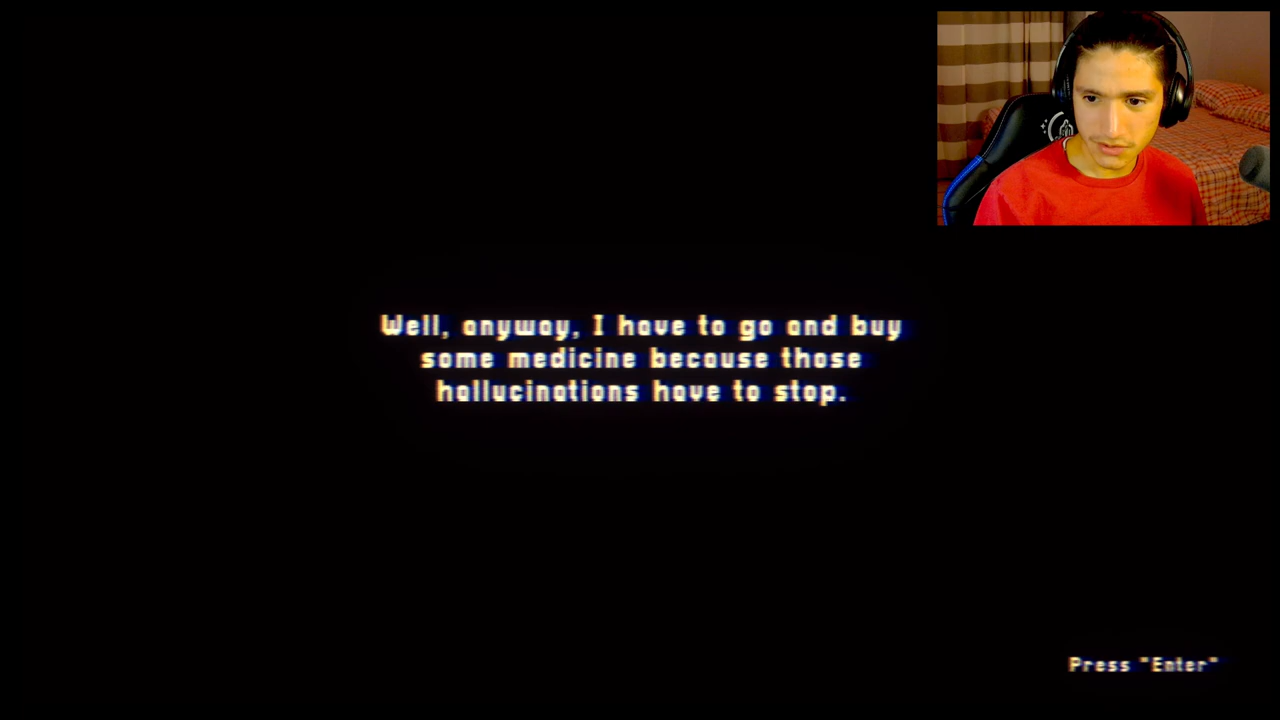 Well, anyway, I have to go and buy
some medicine because those
hallucinations have to stop.
Press "Enter"